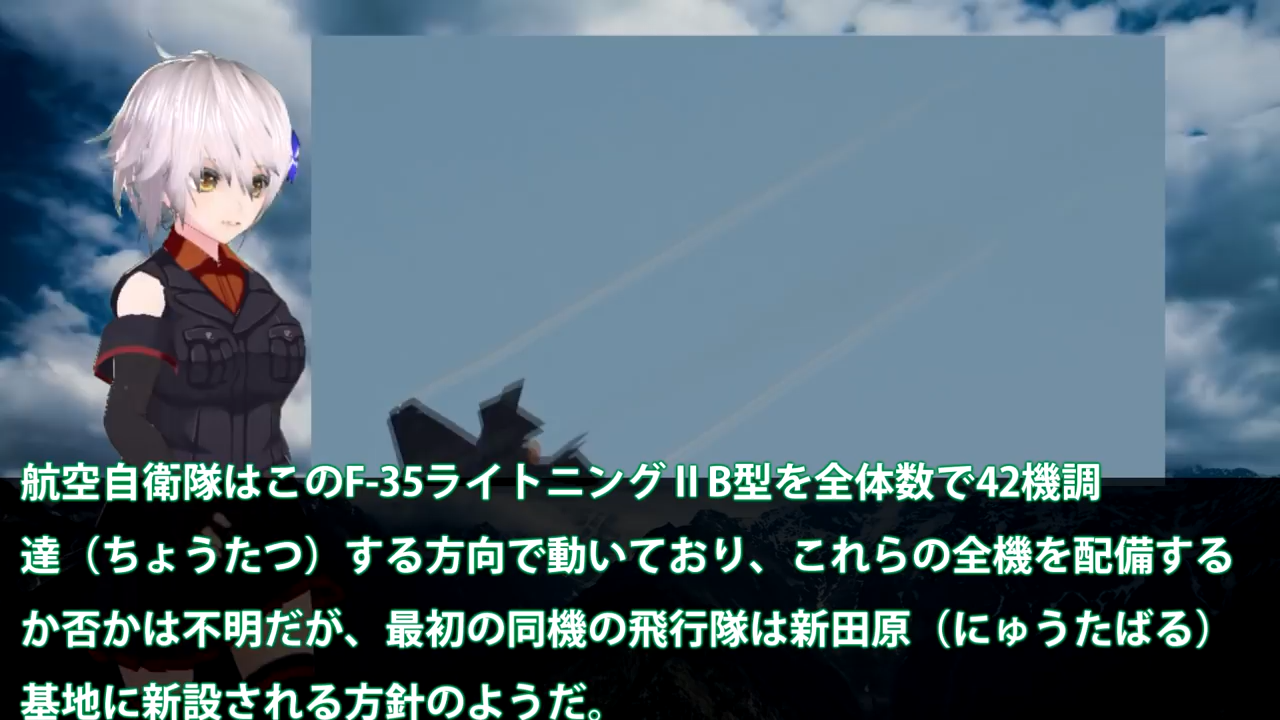 航空自衛隊はこのF-35ライトニングⅡB型を全体数で42機調
達（ちょうたつ）する方向で動いており、これらの全機を配備する
か否かは不明だが、最初の同機の飛行隊は新田原（にゅうたばる）
基地に新設される方針のようだ。